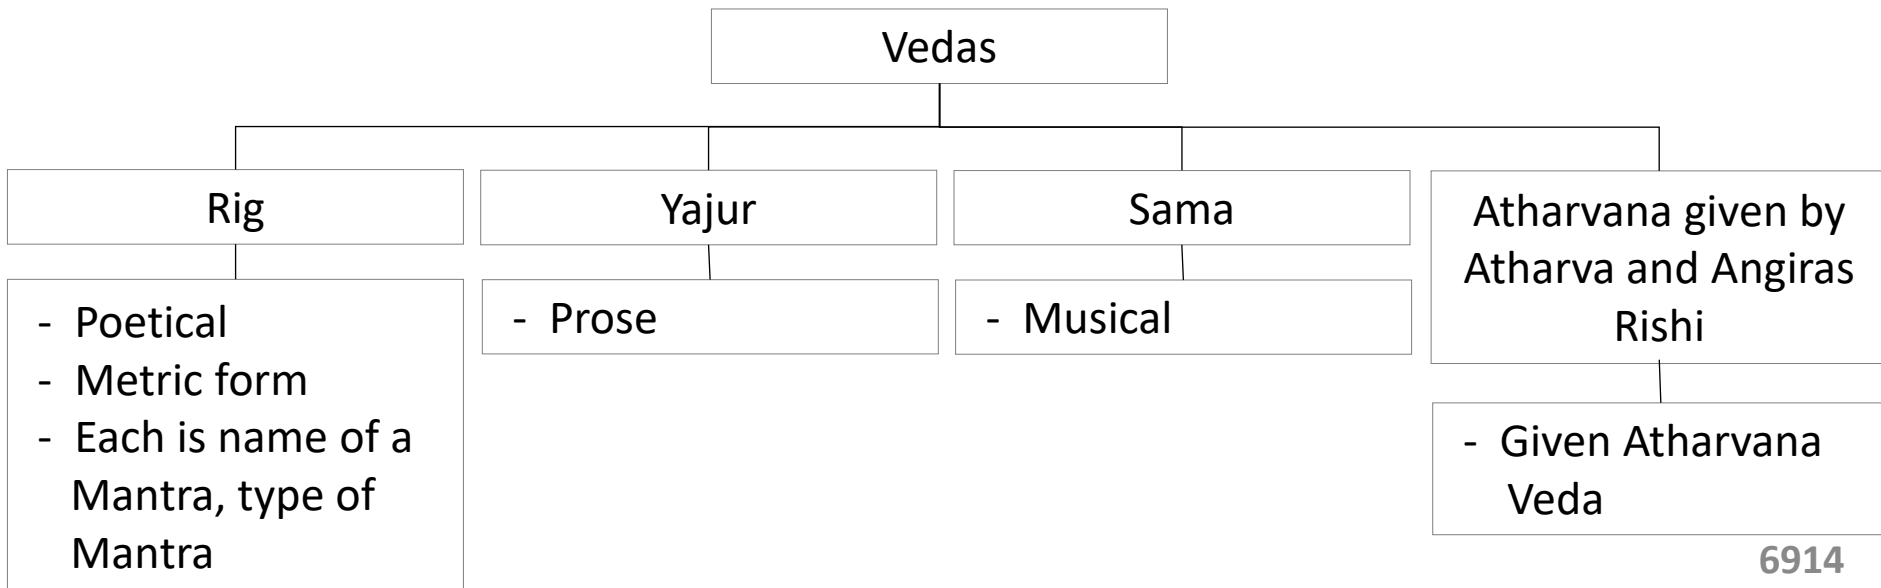 Vedas
Rig
- Poetical
- Metric form
- Each is name of a
Mantra, type of
Mantra
Yajur
- Prose
Sama
- Musical
Atharvana given by
Atharva and Angiras
Rishi
- Given Atharvana
Veda
6914